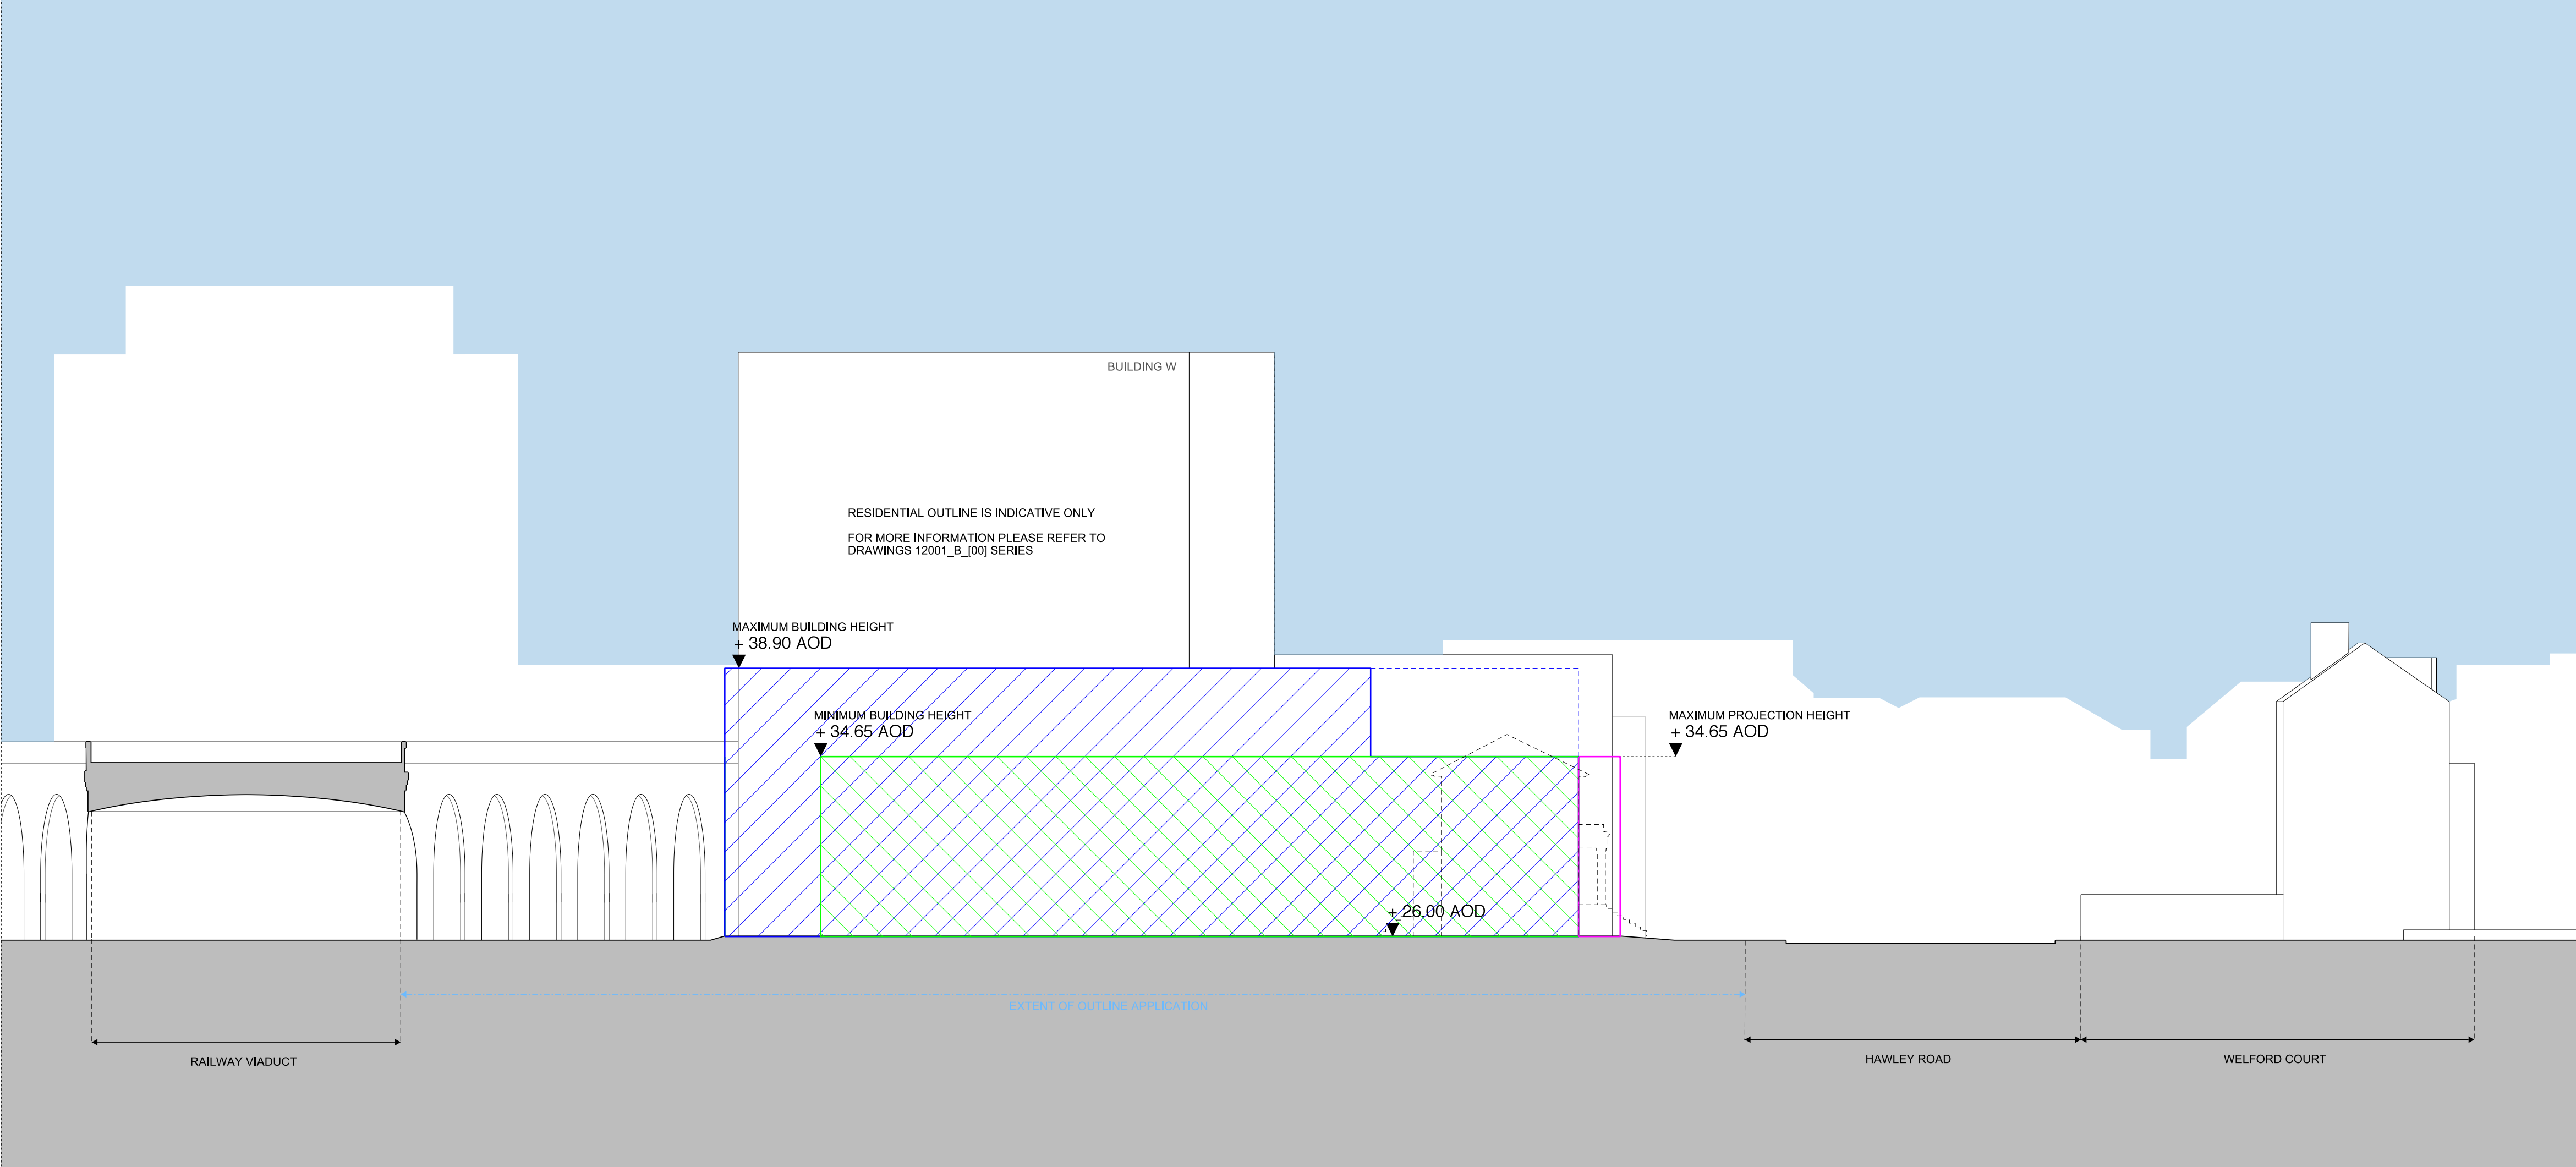 BUILDING W
RESIDENTIAL OUTLINE IS INDICATIVE ONLY
FOR MORE INFORMATION PLEASE REFER TO
DRAWINGS 12001_B_[00] SERIES
MAXIMUM BUILDING HEIGHT
+ 38.90 AOD
MINIMUM BUILDING HEIGHT
+ 34.65 AOD
MAXIMUM PROJECTION HEIGHT
+ 34.65 AOD
+ 26.00 AOD
EXTENT OF OUTLINE APPLICATION
RAILWAY VIADUCT
HAWLEY ROAD
WELFORD COURT